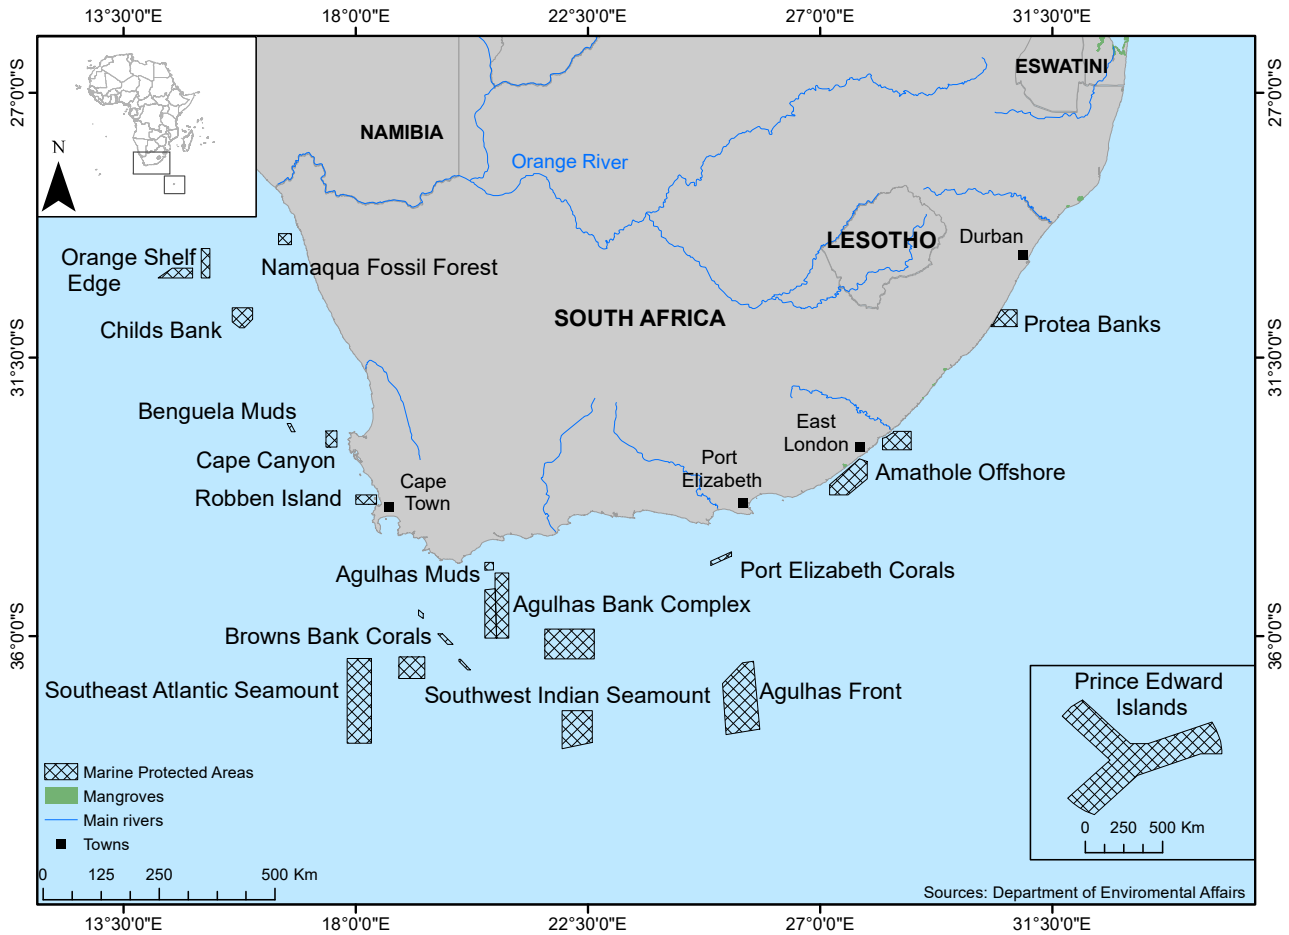 13°30'0"E
18°00'0"E
22°30'0"E
27°00'0"E
31°30'0"E
27°0'0"S
27°0'0"S
N
NAMIBIA
ESWATINI
Orange River
LESOTHO
Durban
Orange Shelf
Edge
Namaqua Fossil Forest
Childs Bank
SOUTH AFRICA
Protea Banks
31°30'0"S
31°30'0"S
Benguela Muds
Cape Canyon
Robben Island
Cape
Town
East
London
Port
Elizabeth
Amathole Offshore
Agulhas Muds
Port Elizabeth Corals
Agulhas Bank Complex
Browns Bank Corals
36°0'0"S
36°0'0"S
Southeast Atlantic Seamount
Southwest Indian Seamount
Agulhas Front
Prince Edward
Islands
0 250 500 Km
Marine Protected Areas
Mangroves
Main rivers
Towns
0 125 250 500 Km
Sources: Department of Enviromental Affairs
13°30'0"E
18°00'0"E
22°30'0"E
27°00'0"E
31°30'0"E